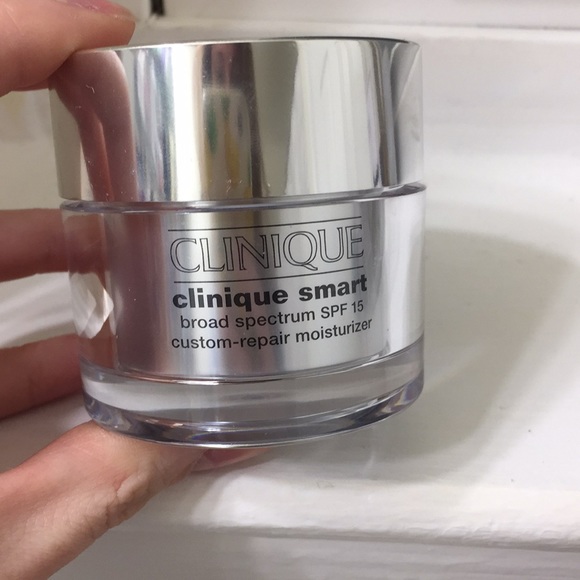 CLINIQUE
clinique smart
broad spectrum SPF 15
custom-repair moisturizer